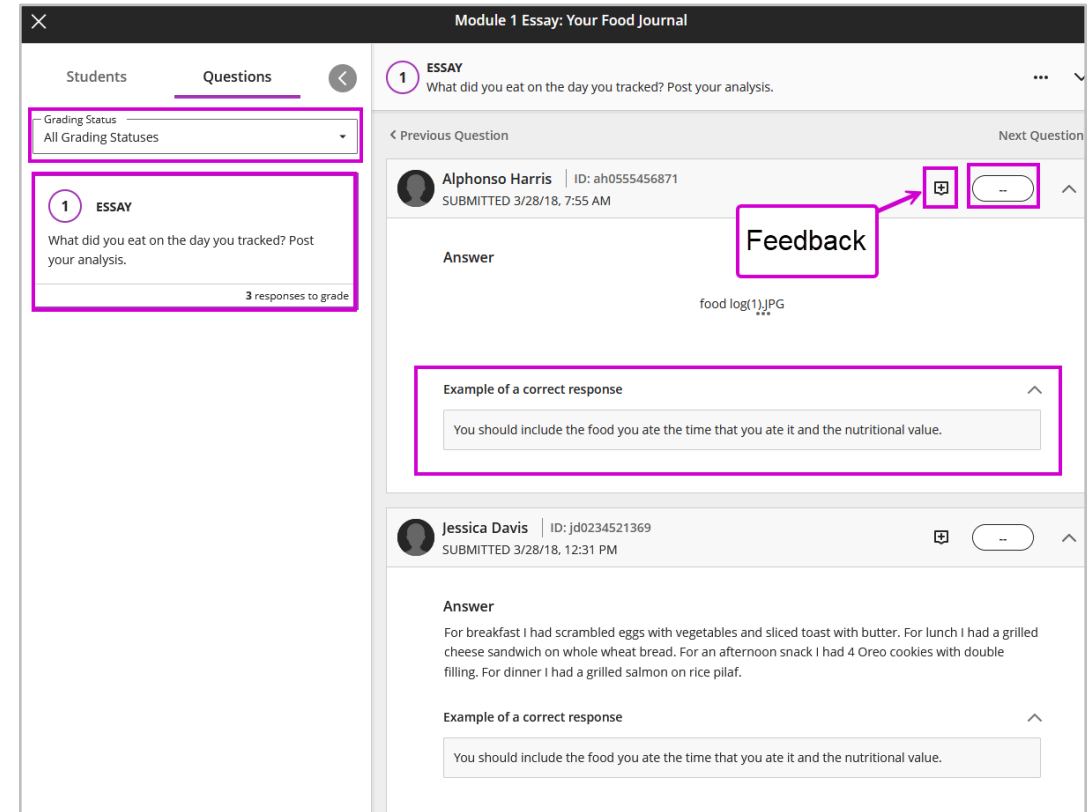 Module 1 Essay: Your Food Journal
Students
Questions
Grading Status
All Grading Statuses
1 ESSAY
What did you eat on the day you tracked? Post
your analysis.
3 responses to grade
1 ESSAY
What did you eat on the day you tracked? Post your analysis.
Previous Question
Next Question
Alphonso Harris ID: ah0555456871
SUBMITTED 3/28/18, 7:55 AM
--
Feedback
Answer
food log(1).JPG
Example of a correct response
You should include the food you ate the time that you ate it and the nutritional value.
Jessica Davis ID: jd0234521369
SUBMITTED 3/28/18, 12:31 PM
--
Answer
For breakfast I had scrambled eggs with vegetables and sliced toast with butter. For lunch I had a grilled
cheese sandwich on whole wheat bread. For an afternoon snack I had 4 Oreo cookies with double
filling. For dinner I had a grilled salmon on rice pilaf.
Example of a correct response
You should include the food you ate the time that you ate it and the nutritional value.